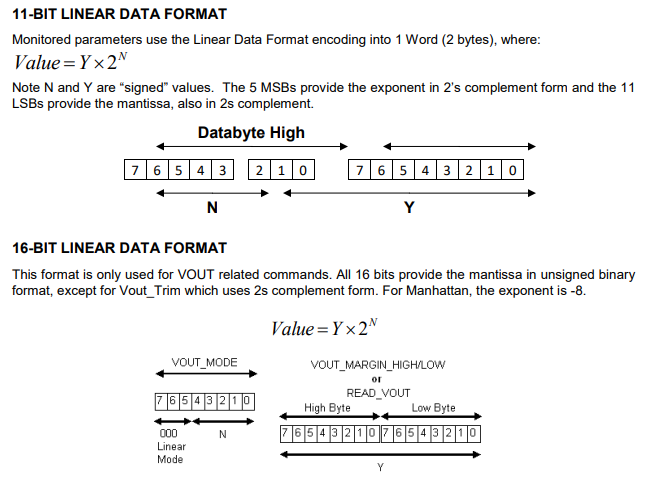 11-BIT LINEAR DATA FORMAT
Monitored parameters use the Linear Data Format encoding into 1 Word (2 bytes), where:
Value = Y × 2^N
Note N and Y are “signed” values.  The 5 MSBs provide the exponent in 2’s complement form and the 11
LSBs provide the mantissa, also in 2s complement.
Databyte High
7 6 5 4 3 2 1 0 7 6 5 4 3 2 1 0
N Y
16-BIT LINEAR DATA FORMAT
This format is only used for VOUT related commands. All 16 bits provide the mantissa in unsigned binary
format, except for Vout_Trim which uses 2s complement form. For Manhattan, the exponent is -8.
Value = Y × 2^N
VOUT_MODE
7 6 5 4 3 2 1 0
000 N
Linear
Mode
VOUT_MARGIN_HIGH/LOW
or
READ_VOUT
High Byte Low Byte
7 6 5 4 3 2 1 0 7 6 5 4 3 2 1 0
Y